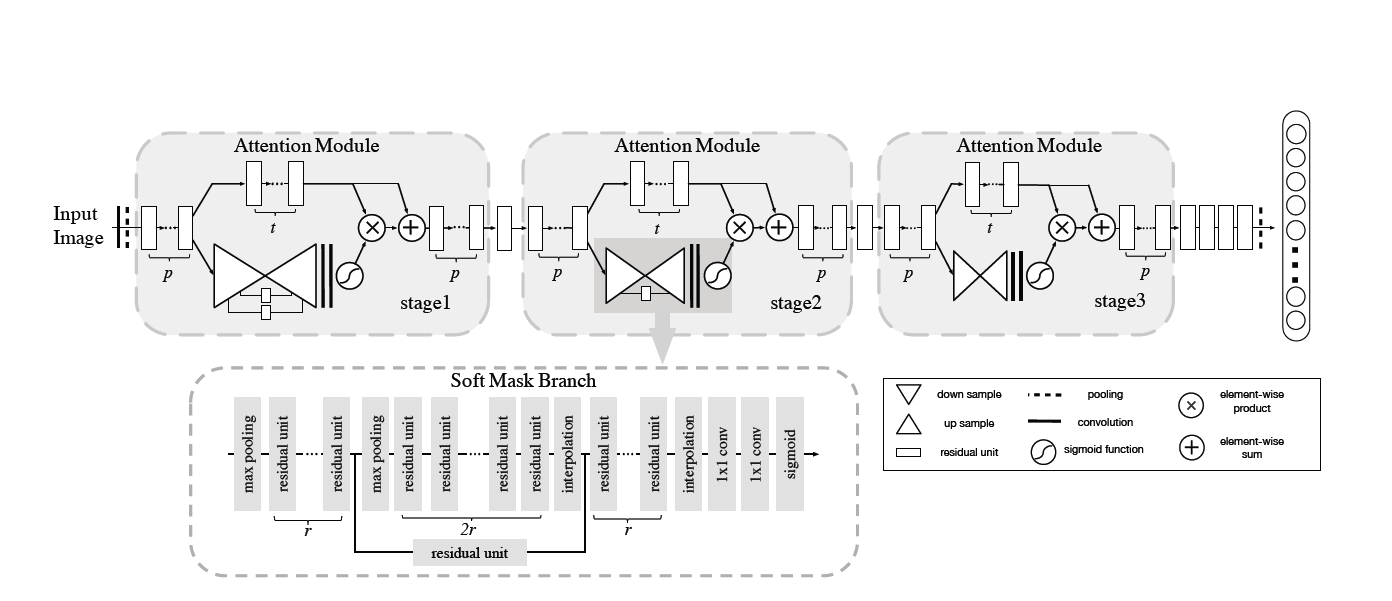 Attention Module
Attention Module
Attention Module
Input
Image
p
t
p
stage1
p
t
p
stage2
p
t
p
stage3
Soft Mask Branch
max pooling
residual unit
residual unit
max pooling
residual unit
residual unit
residual unit
residual unit
interpolation
residual unit
residual unit
interpolation
1x1 conv
1x1 conv
sigmoid
r
2r
r
residual unit
down sample
up sample
residual unit
pooling
convolution
sigmoid function
element-wise
product
element-wise
sum